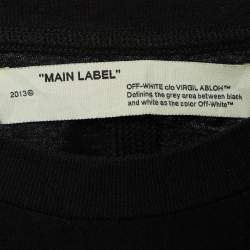 "MAIN LABEL"
2013©
OFF-WHITE c/o VIRGIL ABLOH™
Defining the grey area between black
and white as the color Off-White™